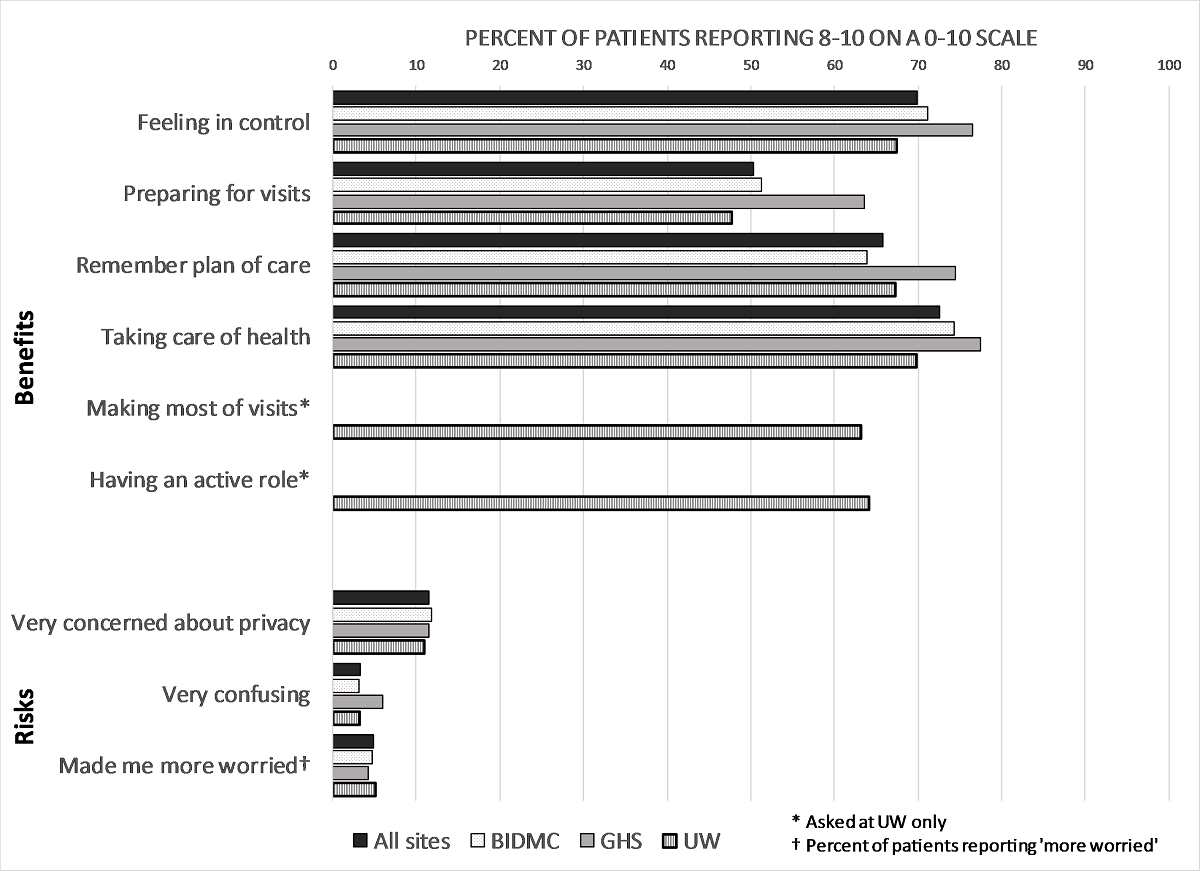 PERCENT OF PATIENTS REPORTING 8-10 ON A 0-10 SCALE
0 10 20 30 40 50 60 70 80 90 100
Benefits
Feeling in control
Preparing for visits
Remember plan of care
Taking care of health
Making most of visits*
Having an active role*
Risks
Very concerned about privacy
Very confusing
Made me more worried†
All sites BIDMC GHS UW
* Asked at UW only
† Percent of patients reporting 'more worried'